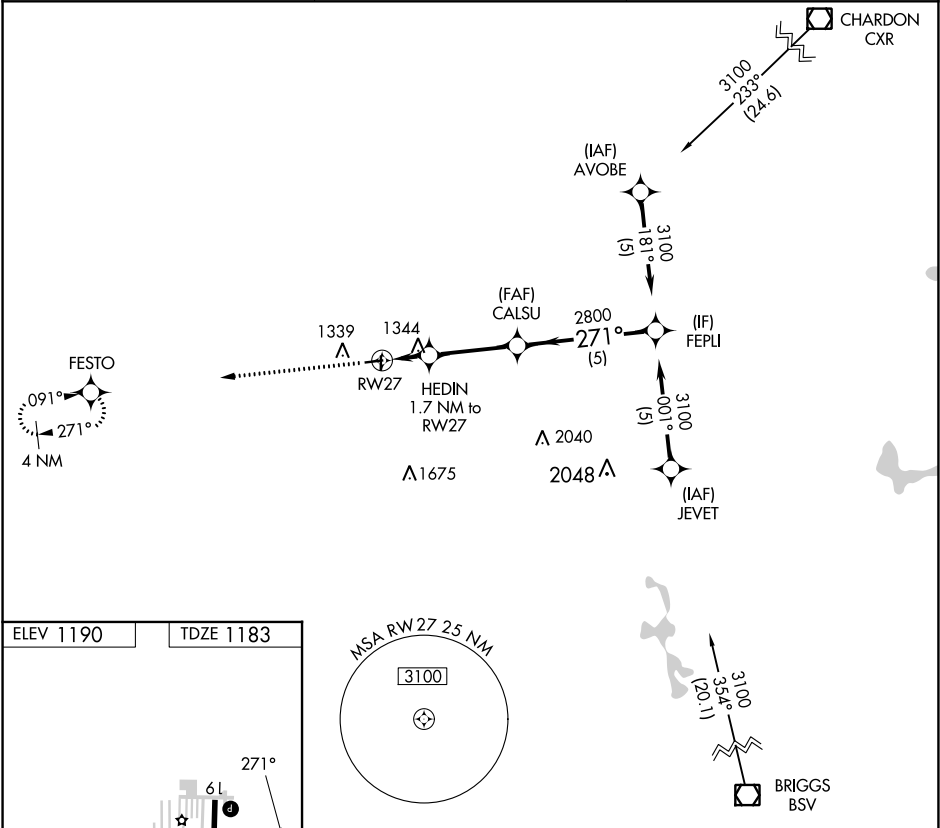 CHARDON
CXR
3100
233°
(24.6)
(IAF)
AVOBE
3100
181°
(5)
(FAF)
CALSU
2800
271°
(5)
(IF)
FEPLI
1339
1344
RW27
HEDIN
1.7 NM to
RW27
FESTO
091°
271°
4 NM
3100
001°
(5)
2040
2048
1675
(IAF)
JEVET
ELEV 1190
TDZE 1183
MSA RW27 25 NM
3100
3100
354°
(20.1)
BRIGGS
BSV
271°
19
P